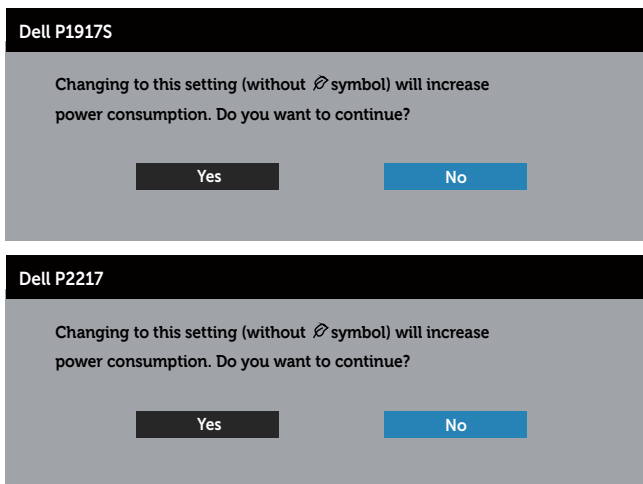 Dell P1917S
Changing to this setting (without symbol) will increase
power consumption. Do you want to continue?
Yes No
Dell P2217
Changing to this setting (without symbol) will increase
power consumption. Do you want to continue?
Yes No